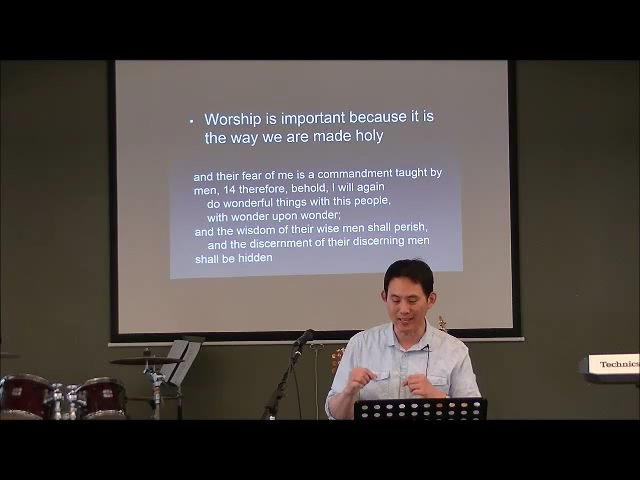 • Worship is important because it is
the way we are made holy
and their fear of me is a commandment taught by
men, 14 therefore, behold, I will again
do wonderful things with this people,
with wonder upon wonder;
and the wisdom of their wise men shall perish,
and the discernment of their discerning men
shall be hidden
Technics